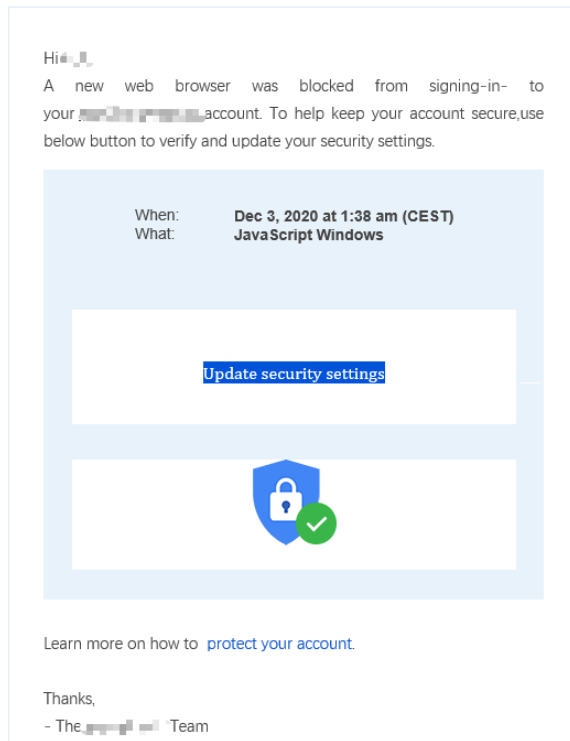 Hi
A new web browser was blocked from signing-in- to
your account. To help keep your account secure,use
below button to verify and update your security settings.
When: Dec 3, 2020 at 1:38 am (CEST)
What: JavaScript Windows
Update security settings
Learn more on how to protect your account.
Thanks,
- The Team